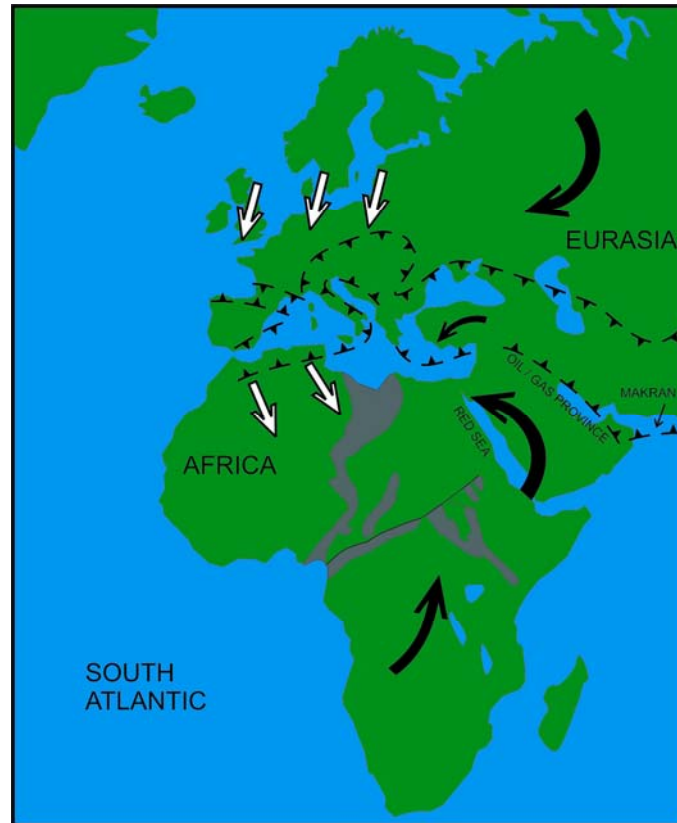 EURASIA
OIL / GAS PROVINCE
MAKRAN
RED SEA
AFRICA
SOUTH
ATLANTIC